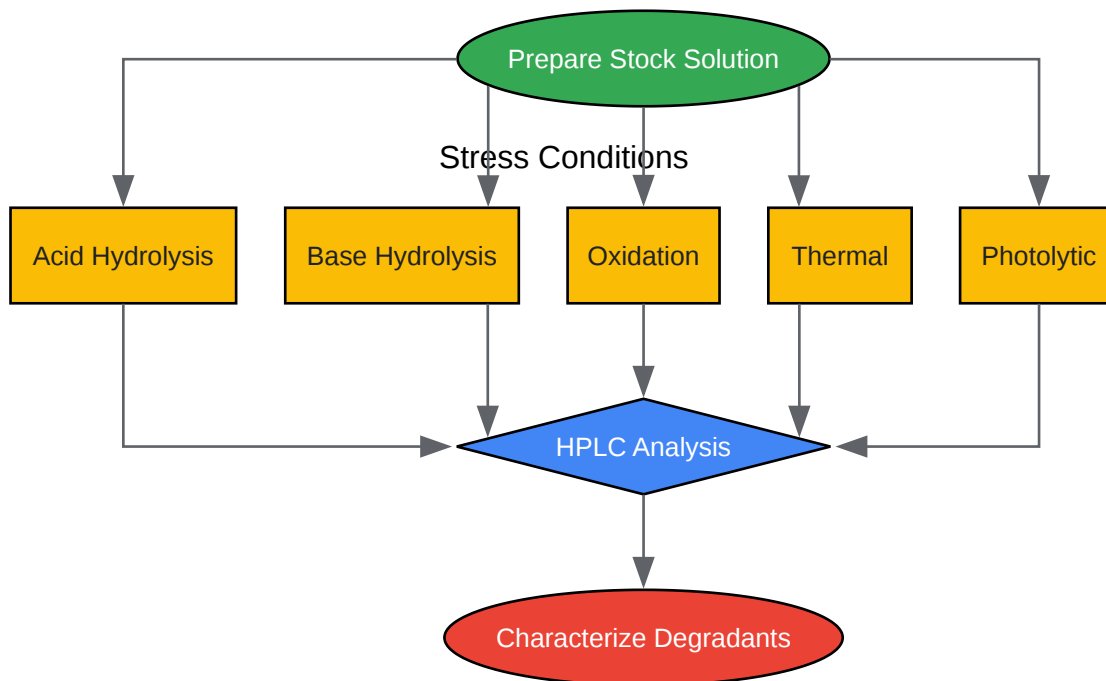 Prepare Stock Solution
Stress Conditions
Acid Hydrolysis
Base Hydrolysis
Oxidation
Thermal
Photolytic
HPLC Analysis
Characterize Degradants